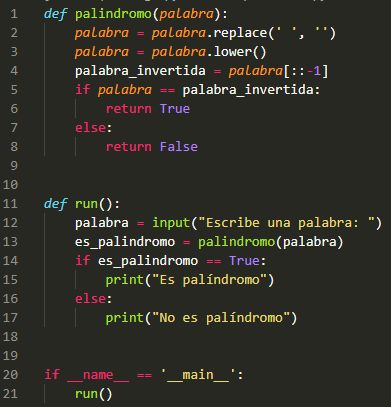 1 def palindromo(palabra):
2     palabra = palabra.replace(' ', '')
3     palabra = palabra.lower()
4     palabra_invertida = palabra[::-1]
5     if palabra == palabra_invertida:
6         return True
7     else:
8         return False
9
10
11 def run():
12     palabra = input("Escribe una palabra: ")
13     es_palindromo = palindromo(palabra)
14     if es_palindromo == True:
15         print("Es palíndromo")
16     else:
17         print("No es palíndromo")
18
19
20 if __name__ == '__main__':
21     run()